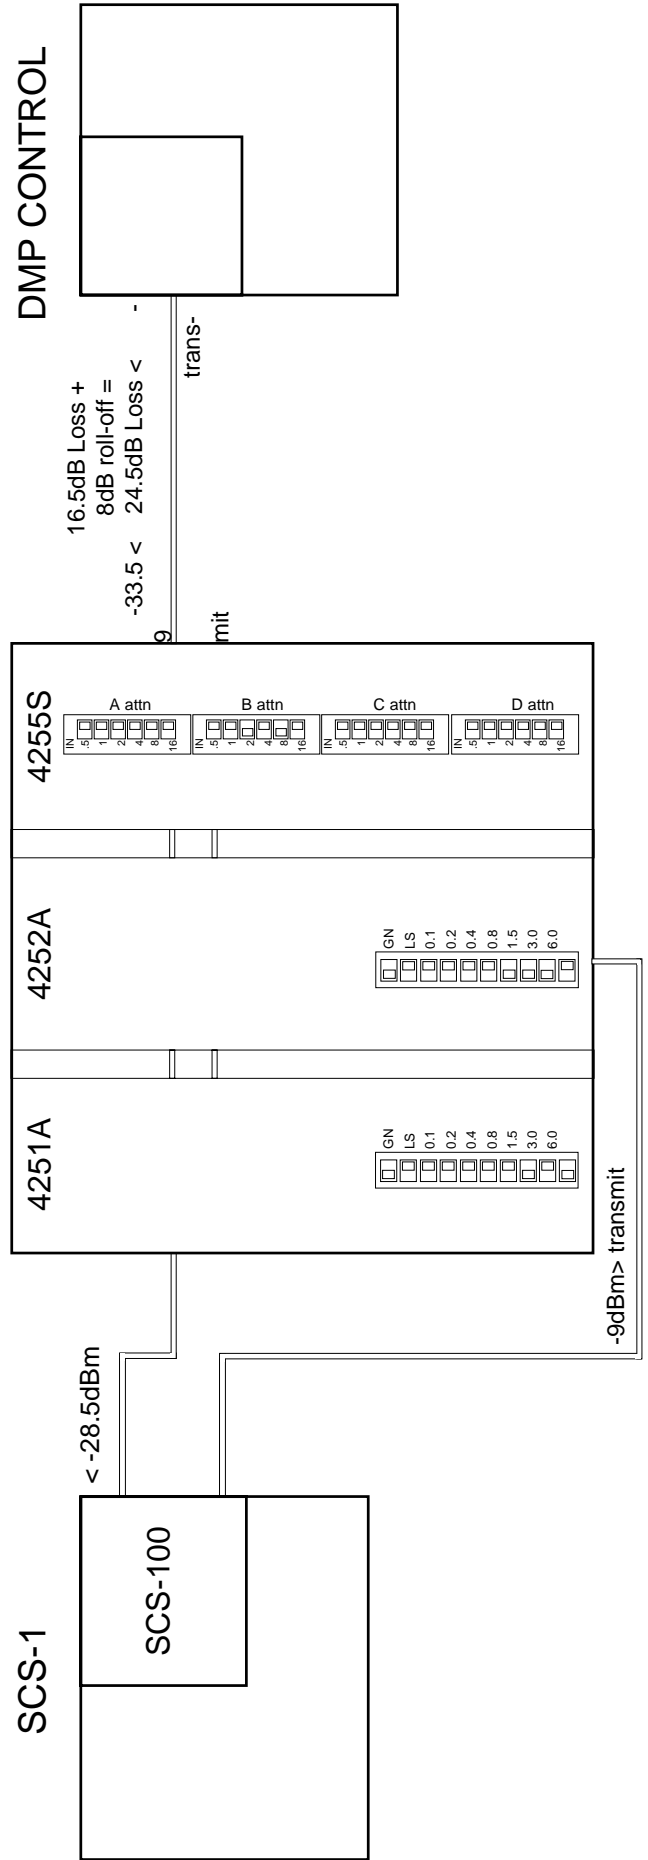 DMP CONTROL
16.5dB Loss +
8dB roll-off =
-33.5 < 24.5dB Loss < -
9
trans-
mit
4255S
A attn
IN
.5
1
2
4
8
16
B attn
IN
.5
1
2
4
8
16
C attn
IN
.5
1
2
4
8
16
D attn
IN
.5
1
2
4
8
16
4252A
GN
LS
0.1
0.2
0.4
0.8
1.5
3.0
6.0
4251A
GN
LS
0.1
0.2
0.4
0.8
1.5
3.0
6.0
-9dBm> transmit
< -28.5dBm
SCS-1
SCS-100